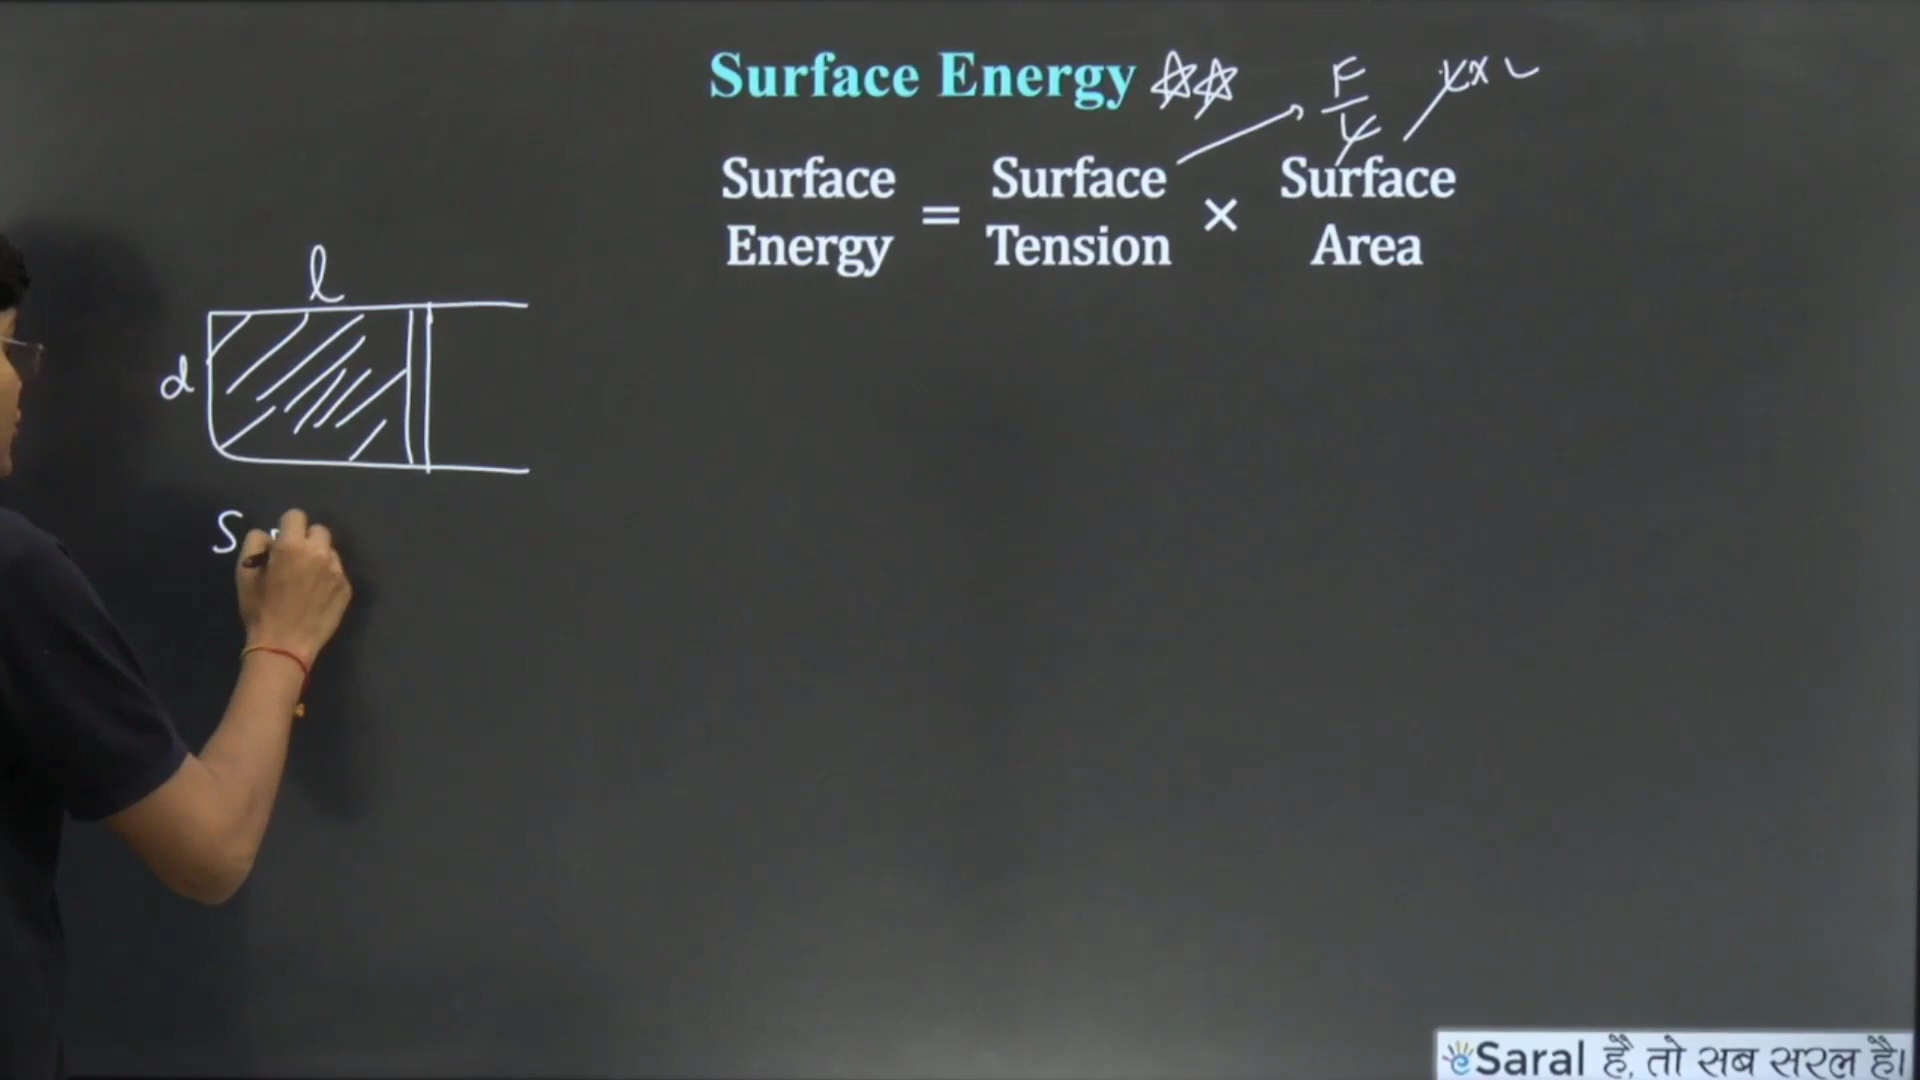 Surface Energy
F
L
L x L
Surface Energy = Surface Tension × Surface Area
l
d
S
eSaral है, तो सब सरल है।